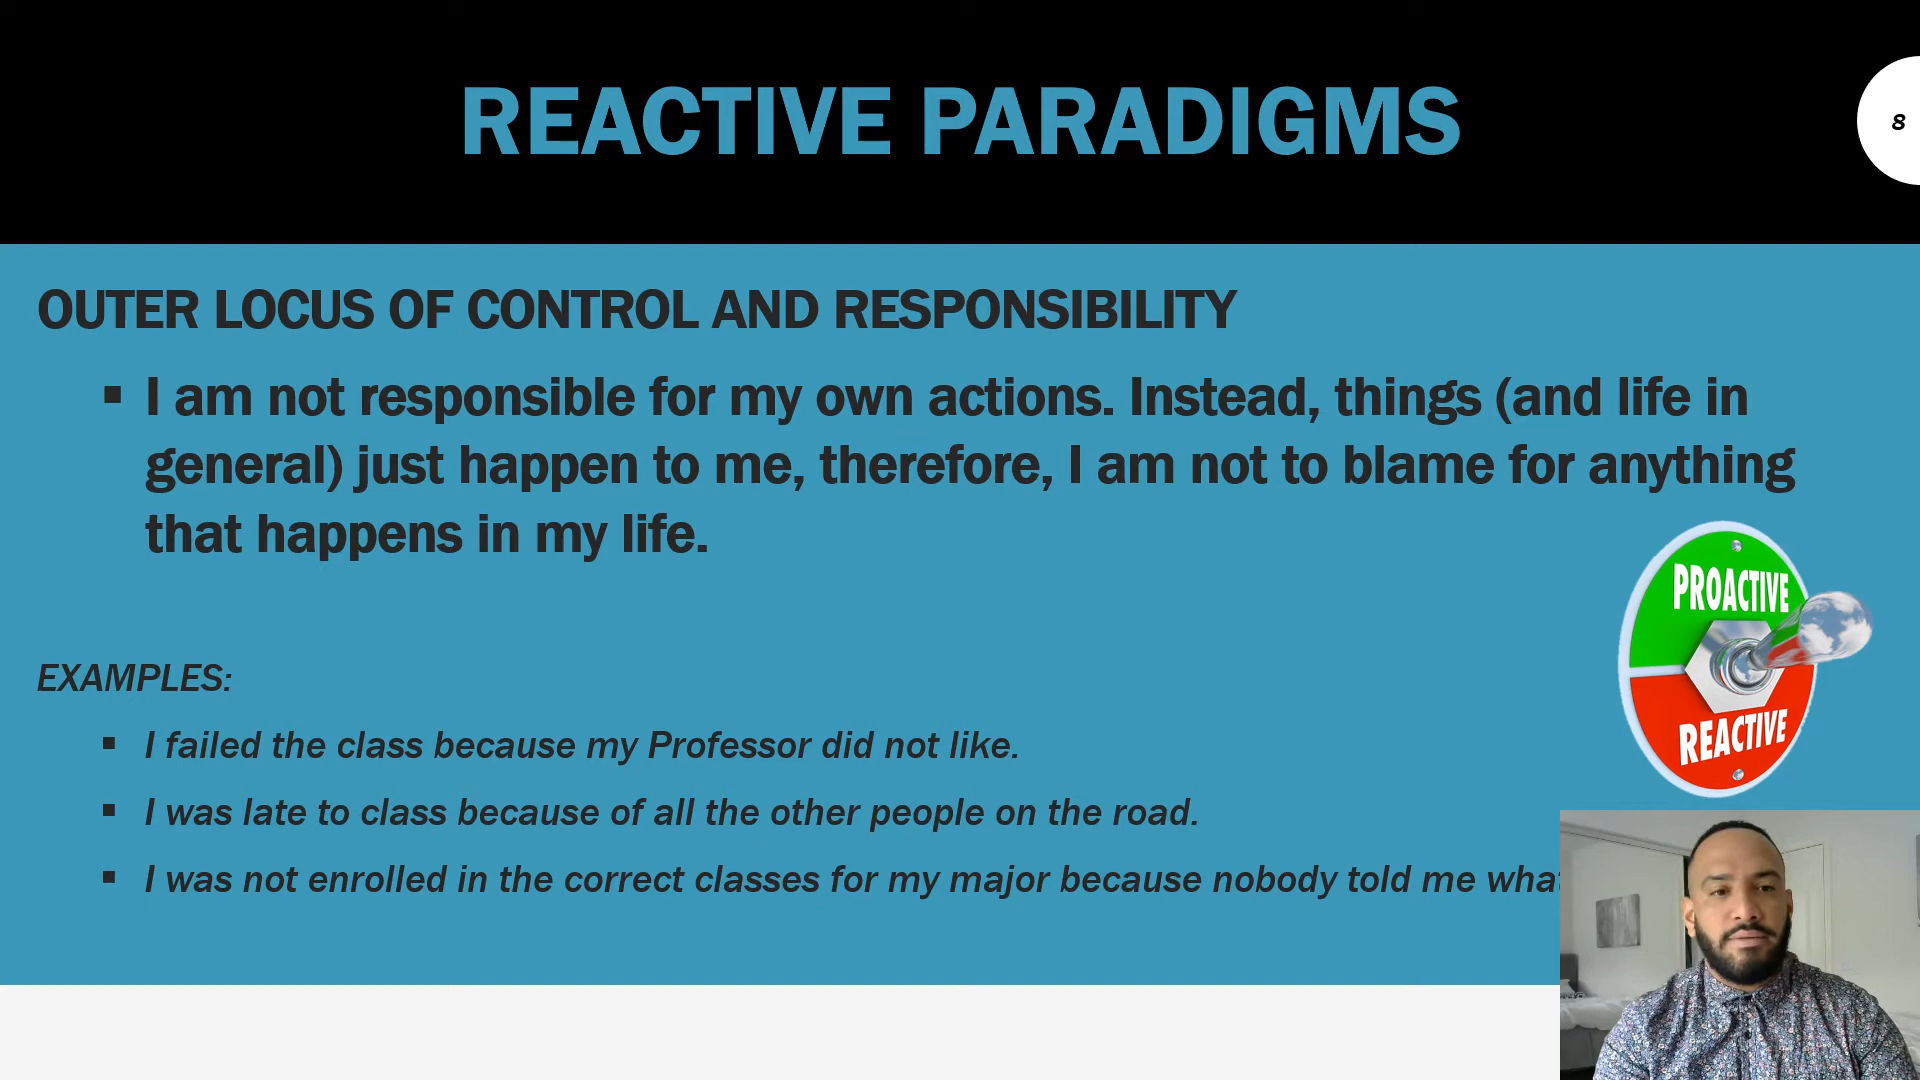 REACTIVE PARADIGMS
8
OUTER LOCUS OF CONTROL AND RESPONSIBILITY
▪ I am not responsible for my own actions. Instead, things (and life in
general) just happen to me, therefore, I am not to blame for anything
that happens in my life.
PROACTIVE
REACTIVE
EXAMPLES:
▪ I failed the class because my Professor did not like.
▪ I was late to class because of all the other people on the road.
▪ I was not enrolled in the correct classes for my major because nobody told me